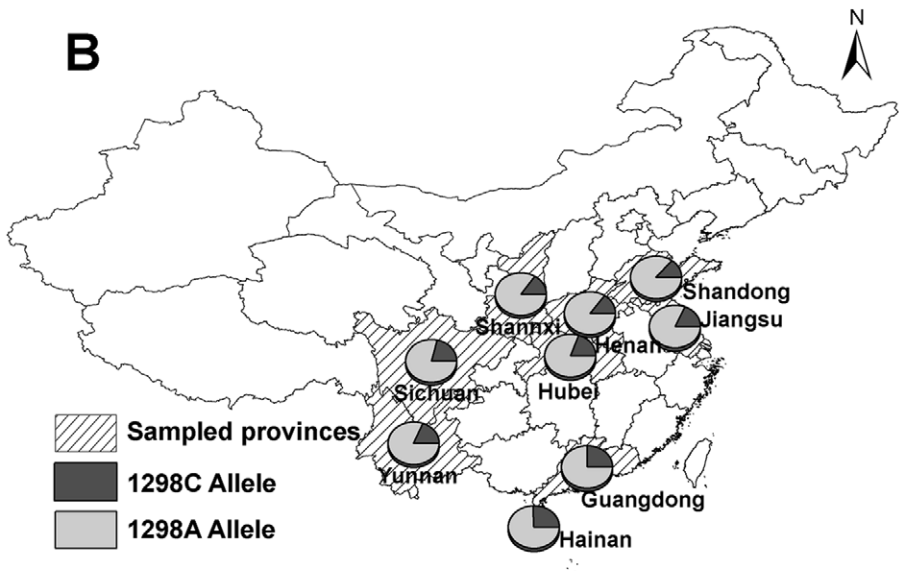 B
N
Shandong
Jiangsu
Shannxi
Henan
Hubei
Sichuan
Yunnan
Guangdong
Hainan
Sampled provinces
1298C Allele
1298A Allele